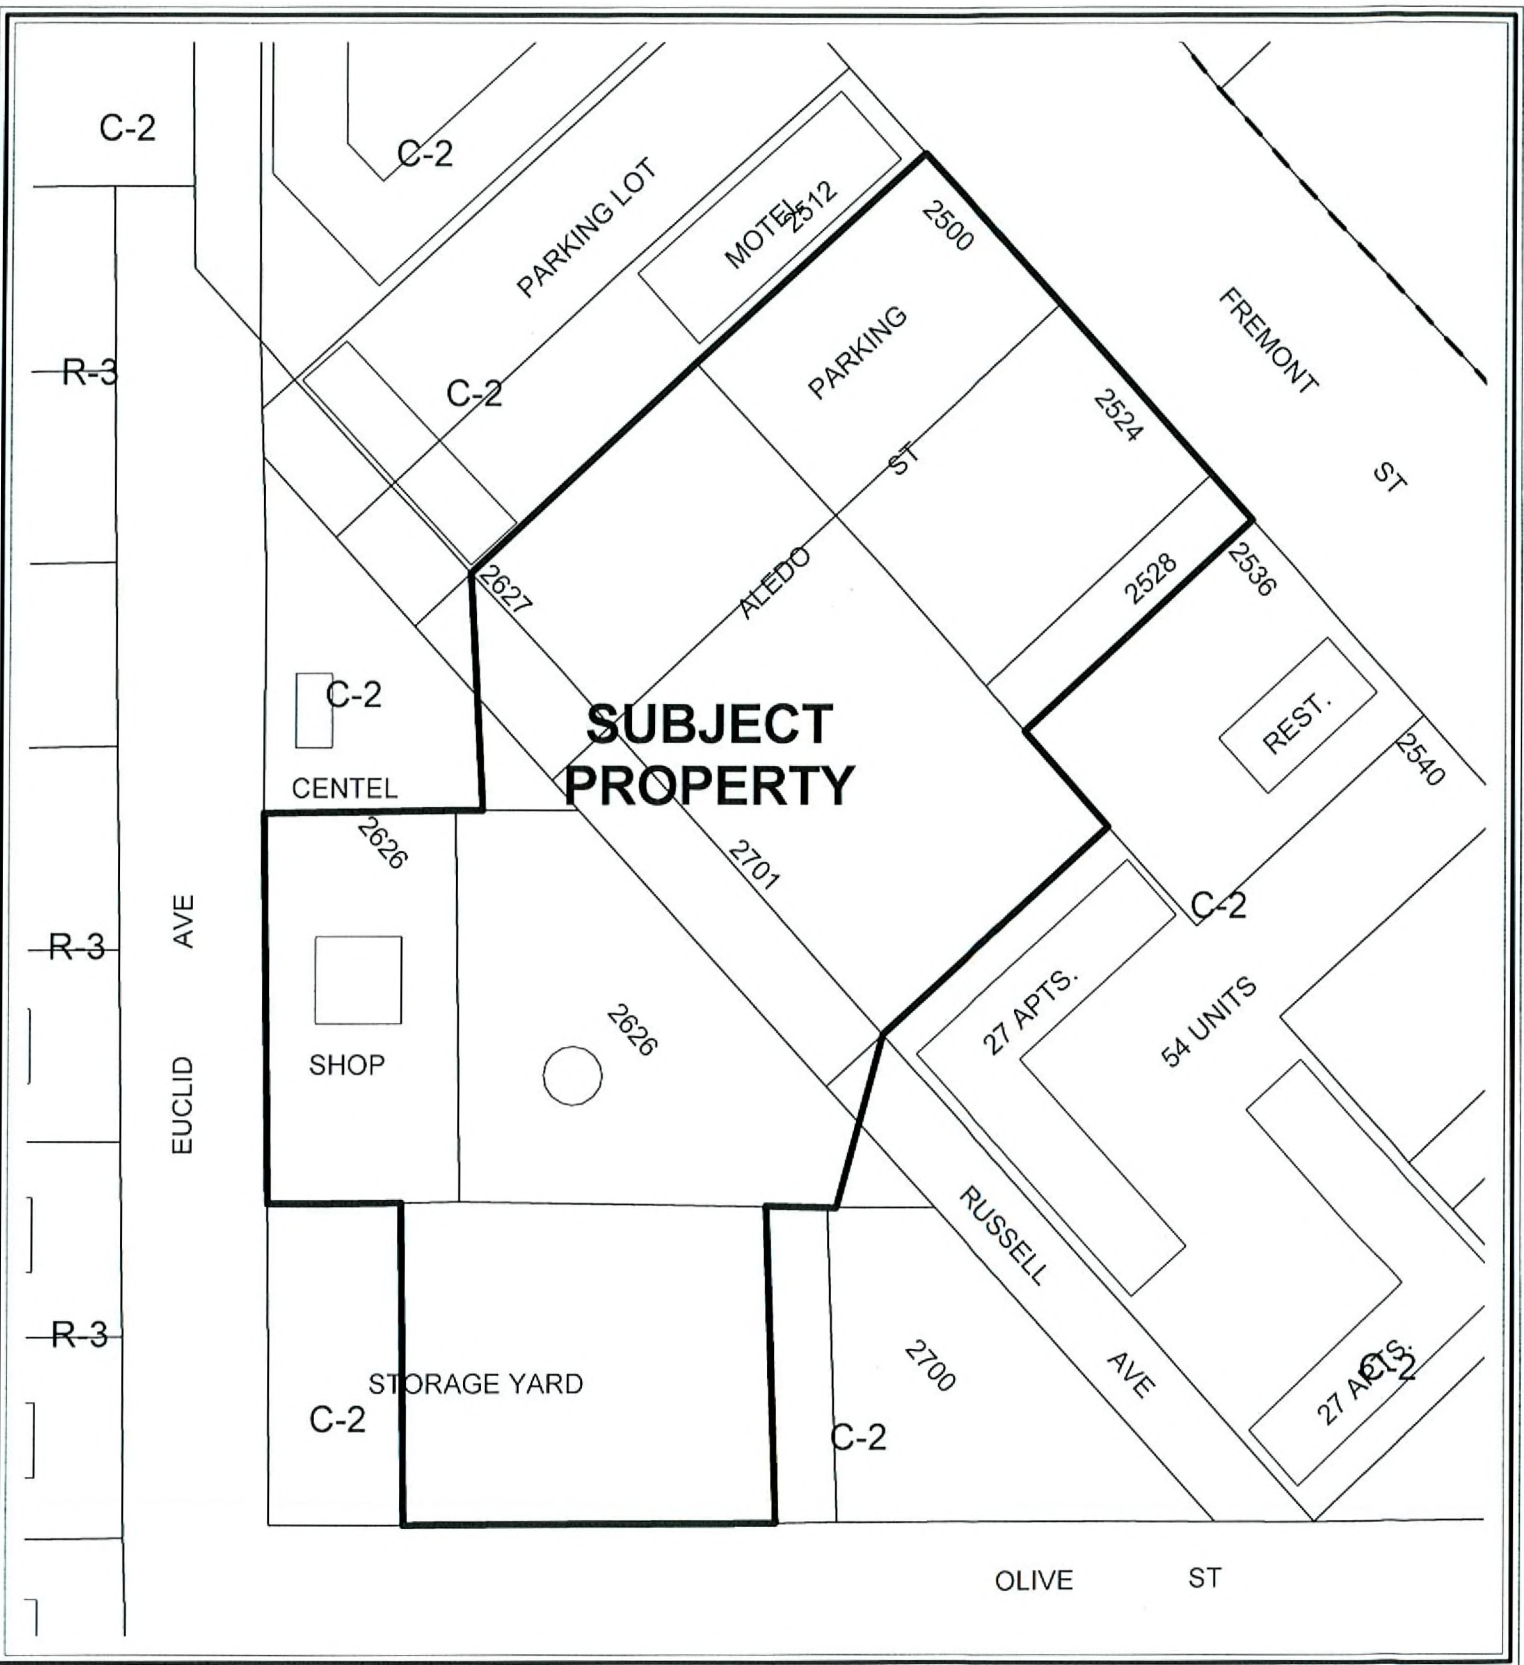 C-2
C-2
PARKING LOT
MOTEL
2512
2500
FREMONT
ST
R-3
C-2
PARKING
2524
ST
ALEDO
2528
2536
2627
C-2
CENTEL
SUBJECT
PROPERTY
REST.
2540
2626
2701
C-2
EUCLID
AVE
R-3
SHOP
2626
27 APTS.
54 UNITS
RUSSELL
AVE
R-3
STORAGE YARD
C-2
2700
C-2
27 APTS.
C-2
OLIVE
ST